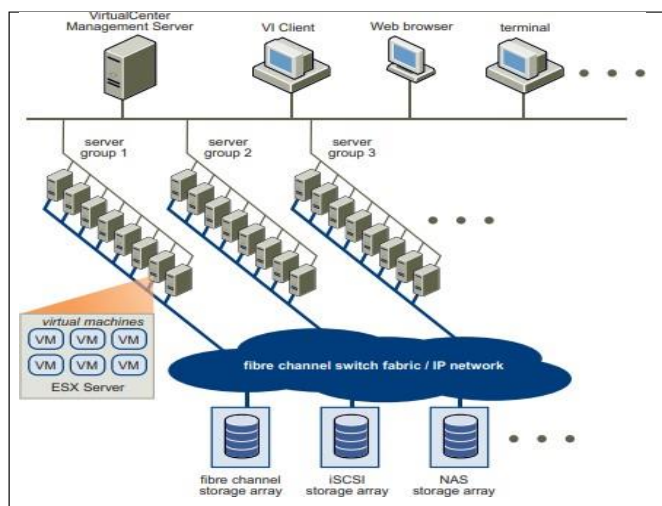 VirtualCenter
Management Server
VI Client
Web browser
terminal
server
group 1
server
group 2
server
group 3
virtual machines
VM VM VM
VM VM VM
ESX Server
fibre channel switch fabric / IP network
fibre channel
storage array
iSCSI
storage array
NAS
storage array